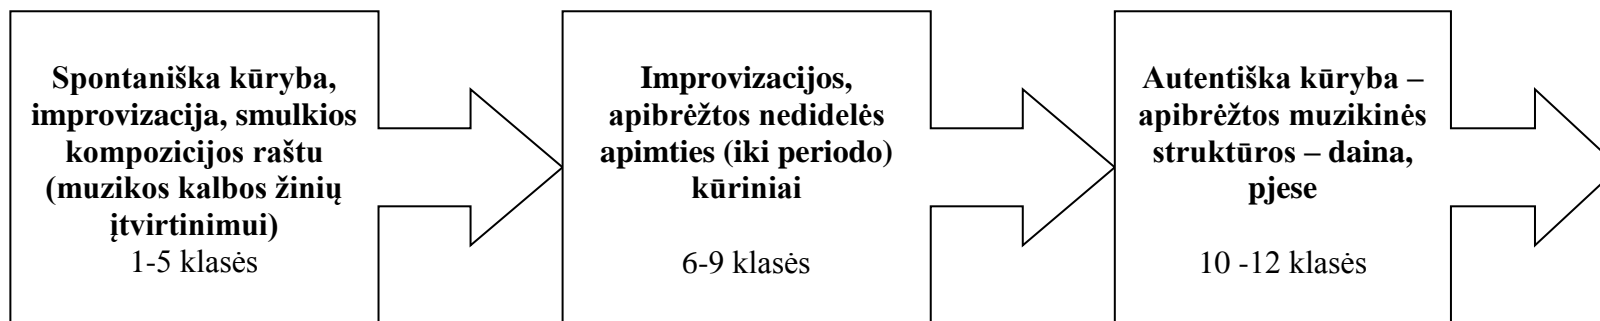 Spontaniška kūryba,
improvizacija, smulkios
kompozicijos raštu
(muzikos kalbos žinių
įtvirtinimui)
1-5 klasės
Improvizacijos,
apibrėžtos nedidelės
apimties (iki periodo)
kūriniai
6-9 klasės
Autentiška kūryba –
apibrėžtos muzikinės
struktūros – daina,
pjese
10 -12 klasės